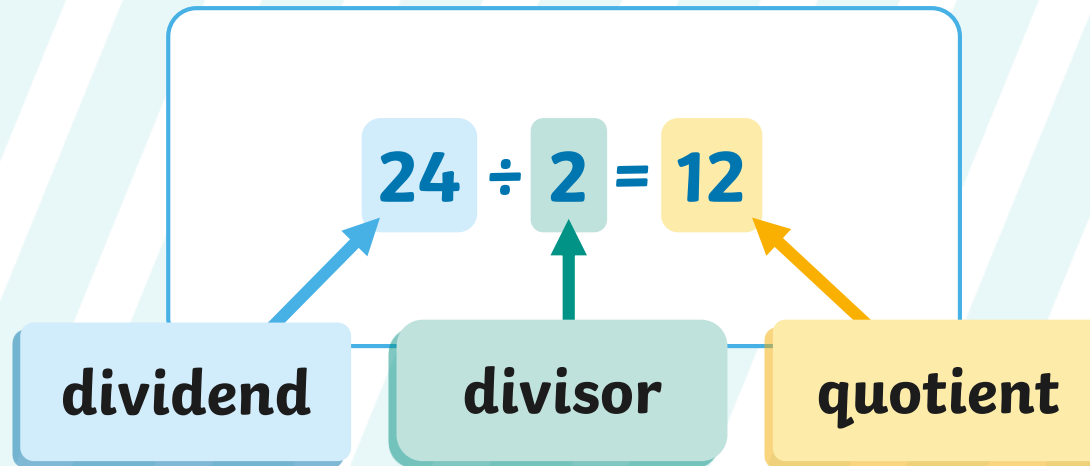 24 ÷ 2 = 12
dividend divisor quotient